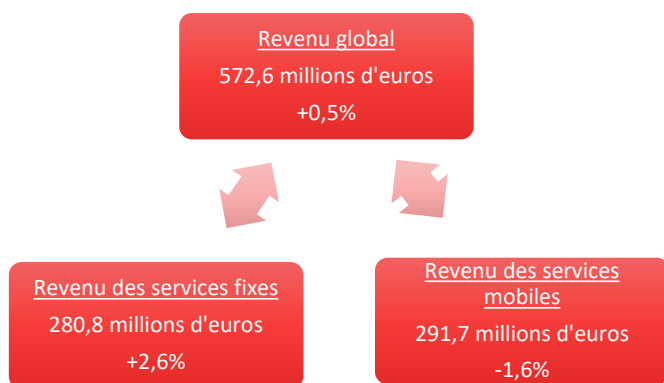 Revenu global
572,6 millions d'euros
+0,5%
Revenu des services fixes
280,8 millions d'euros
+2,6%
Revenu des services
mobiles
291,7 millions d'euros
-1,6%